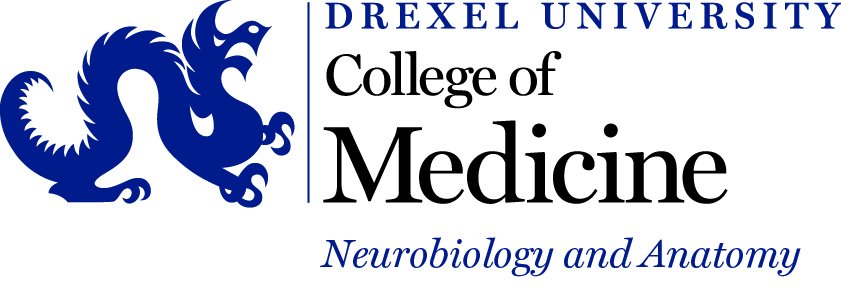 DREXEL UNIVERSITY
College of
Medicine
Neurobiology and Anatomy